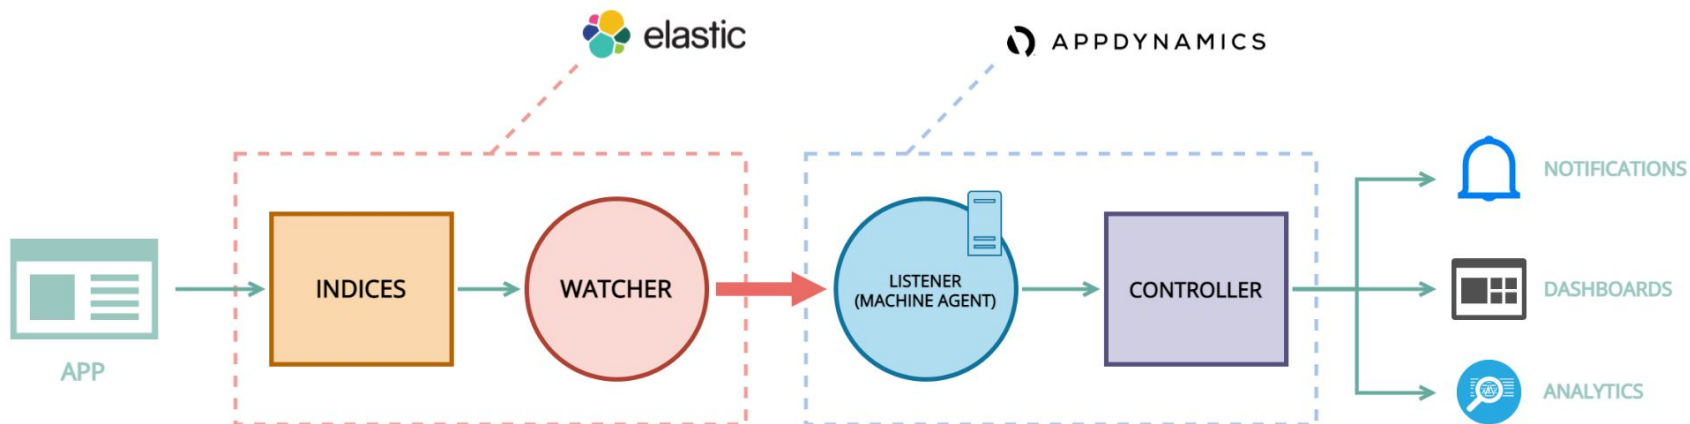 elastic
APPDYNAMICS
APP
INDICES
WATCHER
LISTENER
(MACHINE AGENT)
CONTROLLER
NOTIFICATIONS
DASHBOARDS
ANALYTICS